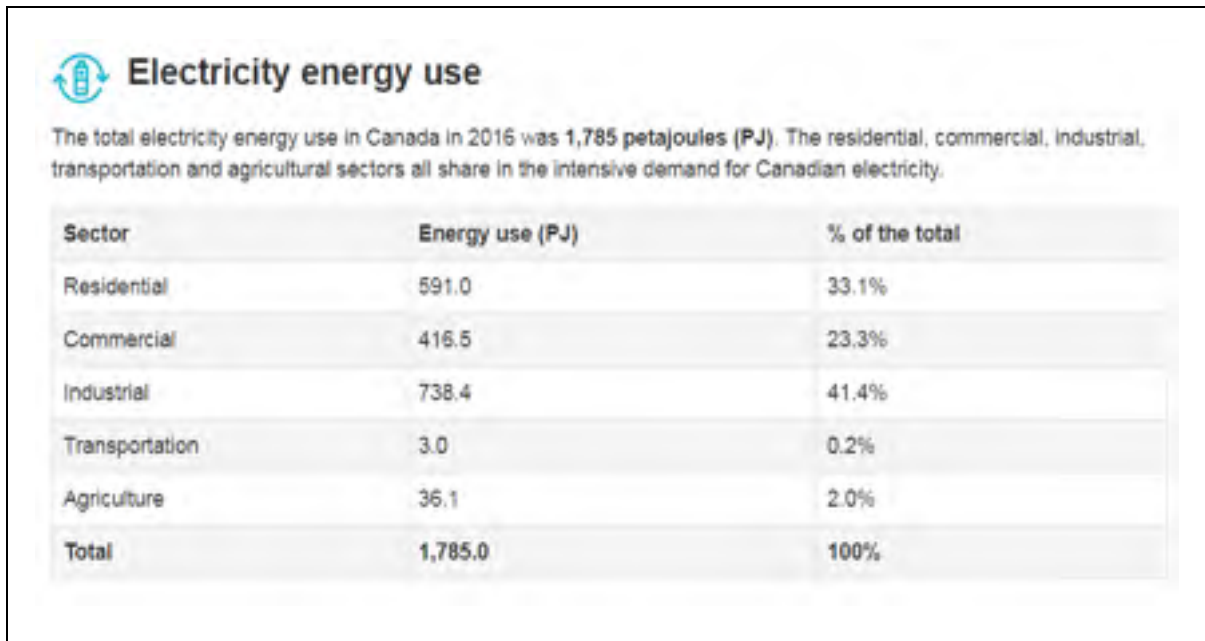 Electricity energy use
The total electricity energy use in Canada in 2016 was 1,785 petajoules (PJ). The residential, commercial, industrial,
transportation and agricultural sectors all share in the intensive demand for Canadian electricity.
Sector Energy use (PJ) % of the total
Residential 591.0 33.1%
Commercial 416.5 23.3%
Industrial 738.4 41.4%
Transportation 3.0 0.2%
Agriculture 36.1 2.0%
Total 1,785.0 100%